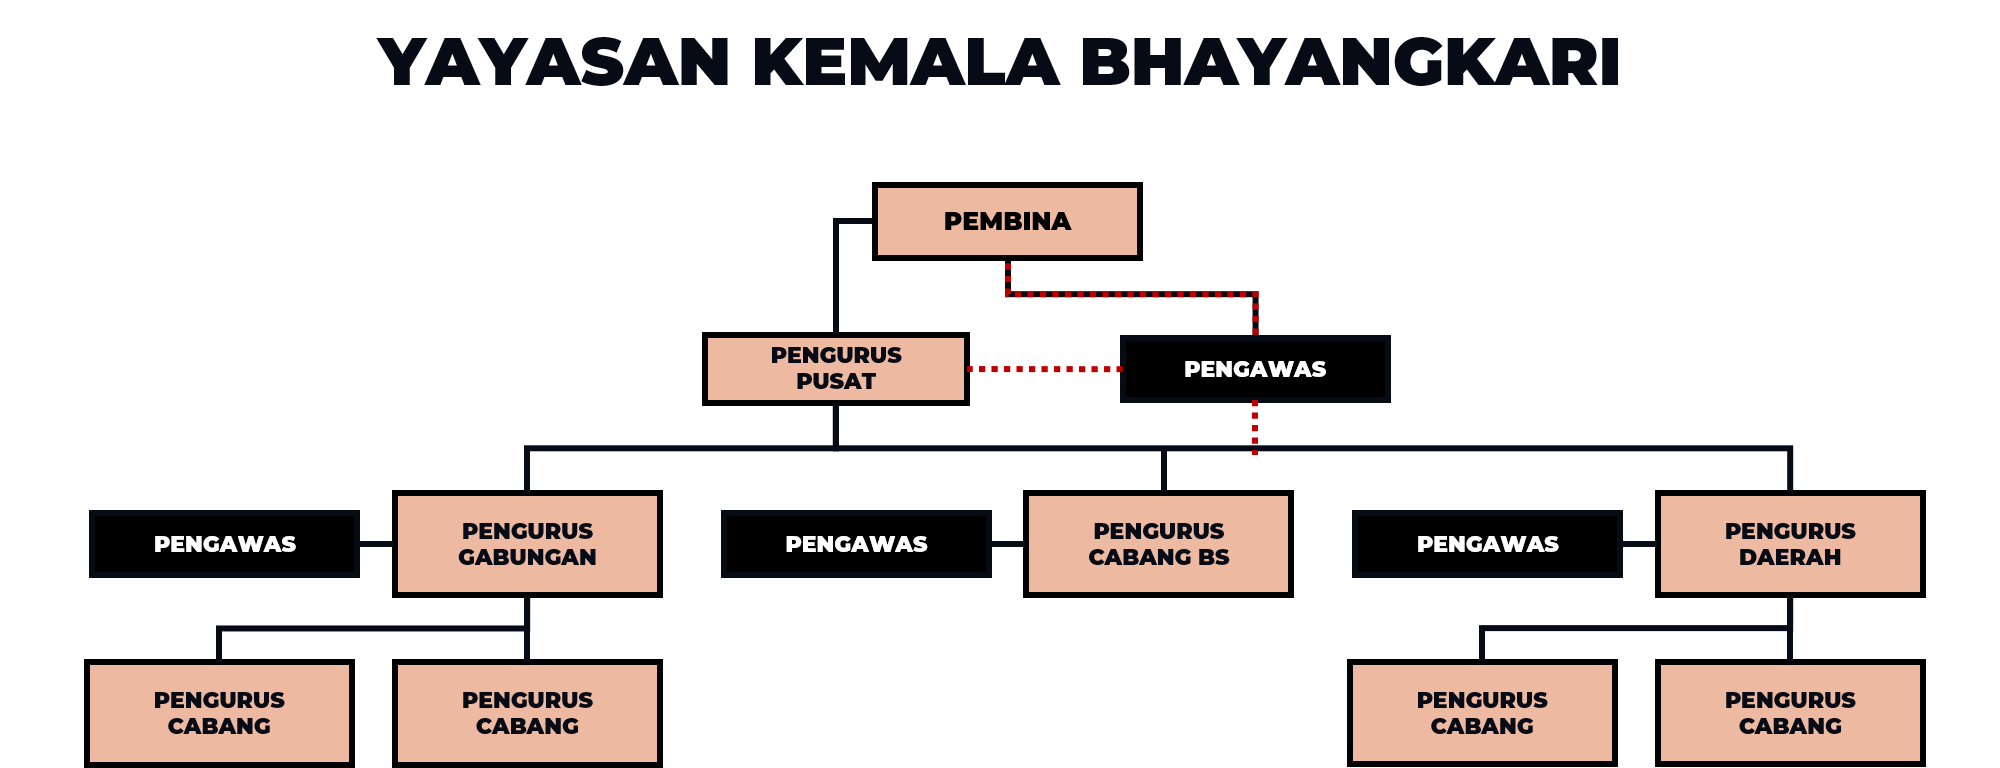 YAYASAN KEMALA BHAYANGKARI
PEMBINA
PENGURUS
PUSAT
PENGAWAS
PENGAWAS
PENGURUS
GABUNGAN
PENGAWAS
PENGURUS
CABANG BS
PENGAWAS
PENGURUS
DAERAH
PENGURUS
CABANG
PENGURUS
CABANG
PENGURUS
CABANG
PENGURUS
CABANG